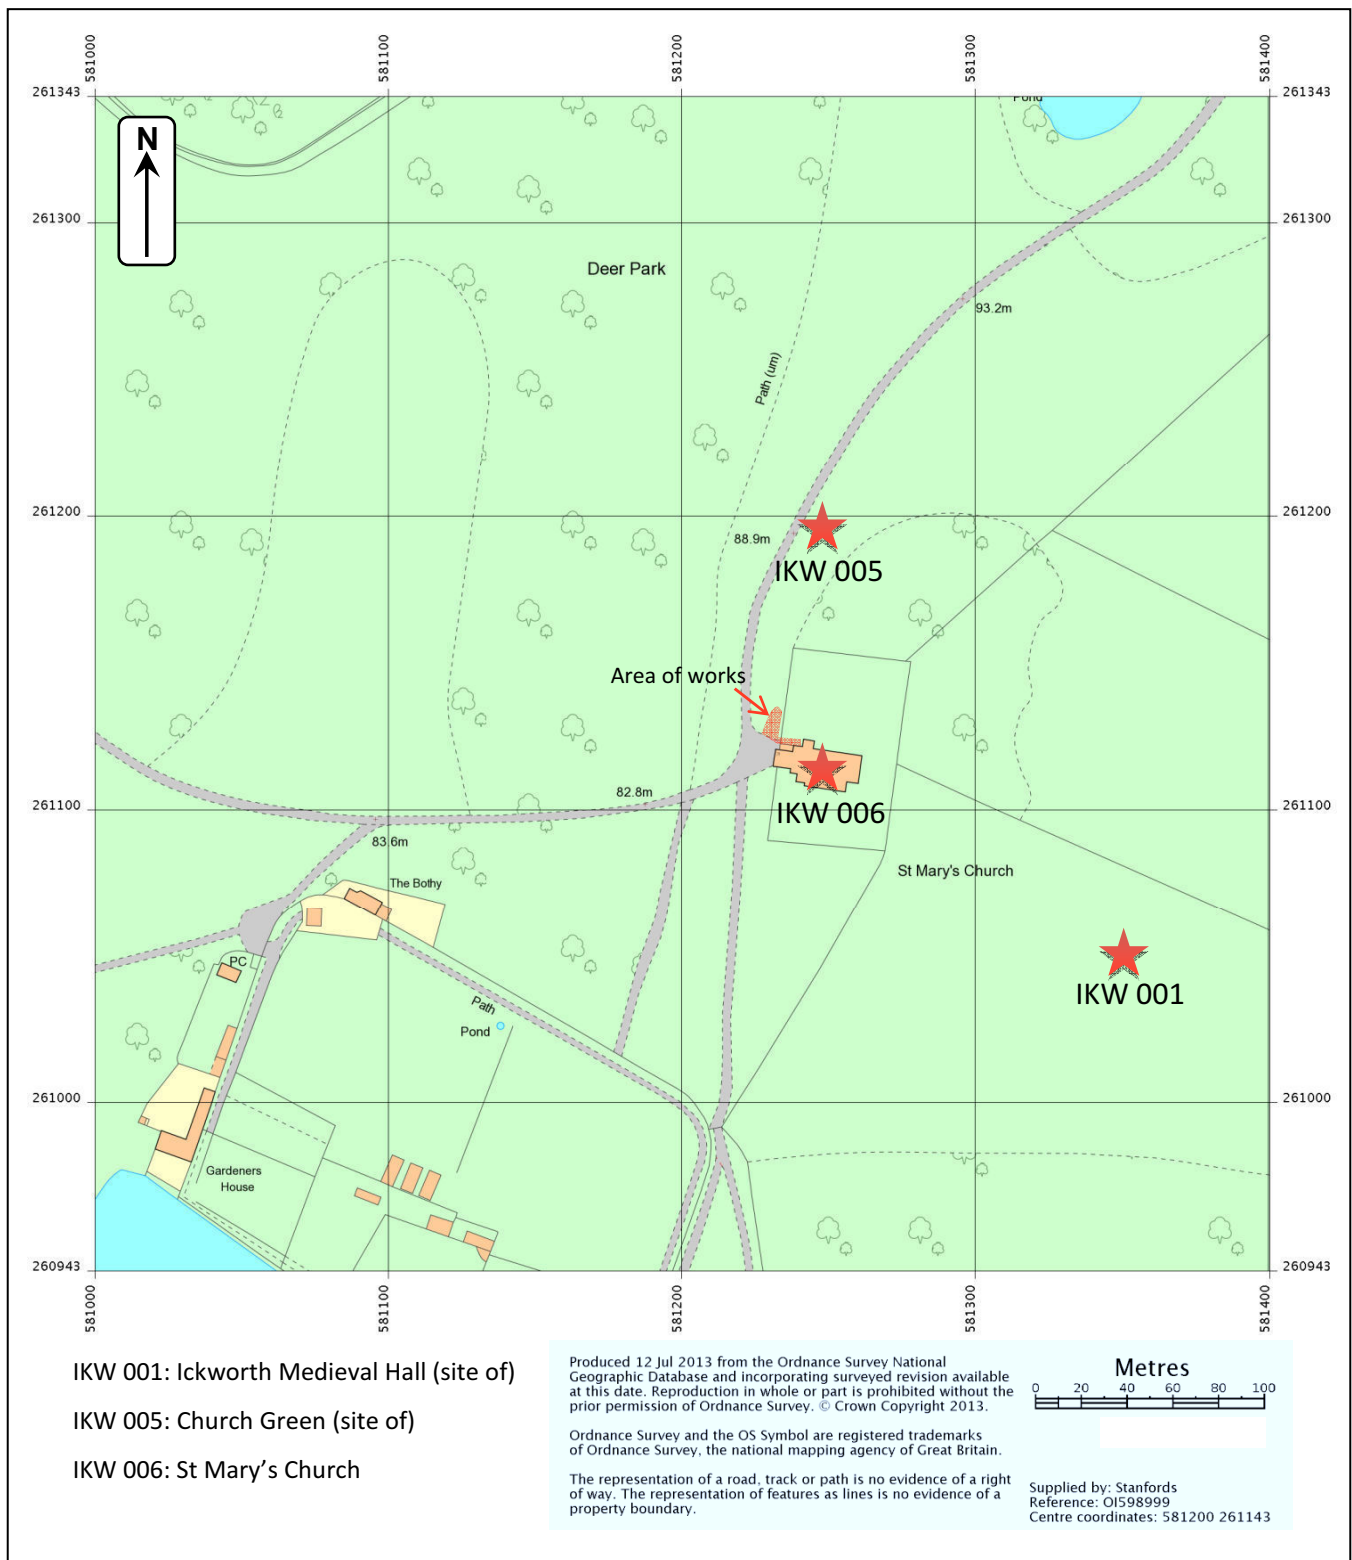 581000
581100
581200
581300
581400
261343
261343
Pond
N
261300
261300
Deer Park
93.2m
Path (um)
261200
261200
88.9m
IKW 005
Area of works
261100
261100
82.8m
IKW 006
83.6m
St Mary's Church
The Bothy
PC
IKW 001
Path
Pond
261000
261000
Gardeners
House
260943
260943
581000
581100
581200
581300
581400
IKW 001: Ickworth Medieval Hall (site of)
IKW 005: Church Green (site of)
IKW 006: St Mary’s Church
Produced 12 Jul 2013 from the Ordnance Survey National
Geographic Database and incorporating surveyed revision available
at this date. Reproduction in whole or part is prohibited without the
prior permission of Ordnance Survey. © Crown Copyright 2013.
Ordnance Survey and the OS Symbol are registered trademarks
of Ordnance Survey, the national mapping agency of Great Britain.
The representation of a road, track or path is no evidence of a right
of way. The representation of features as lines is no evidence of a
property boundary.
Metres
0 20 40 60 80 100
Supplied by: Stanfords
Reference: OI598999
Centre coordinates: 581200 261143